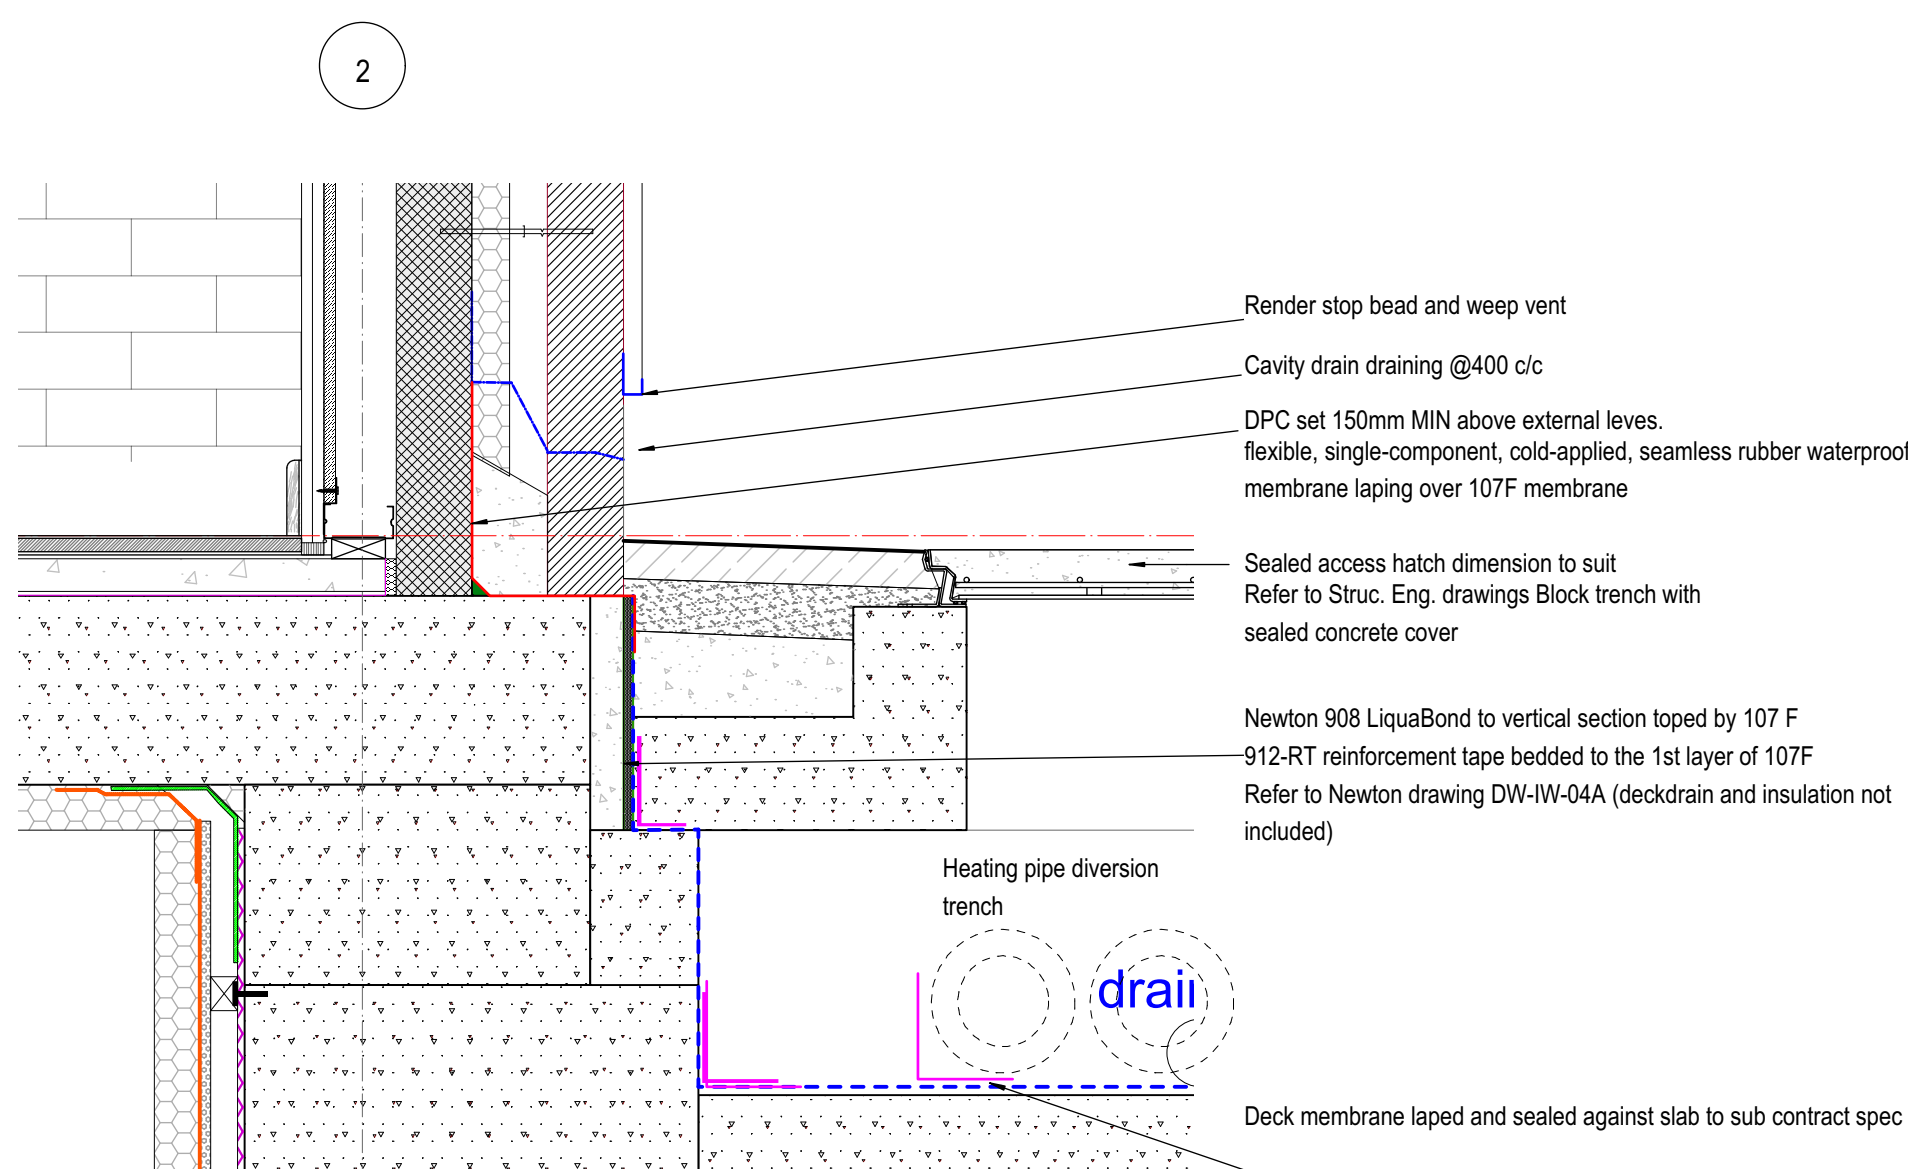 2
Render stop bead and weep vent
Cavity drain draining @400 c/c
DPC set 150mm MIN above external leves.
flexible, single-component, cold-applied, seamless rubber waterproof
membrane laping over 107F membrane
Sealed access hatch dimension to suit
Refer to Struc. Eng. drawings Block trench with
sealed concrete cover
Newton 908 LiquaBond to vertical section toped by 107 F
912-RT reinforcement tape bedded to the 1st layer of 107F
Refer to Newton drawing DW-IW-04A (deckdrain and insulation not
included)
Heating pipe diversion
trench
drai
Deck membrane laped and sealed against slab to sub contract spec